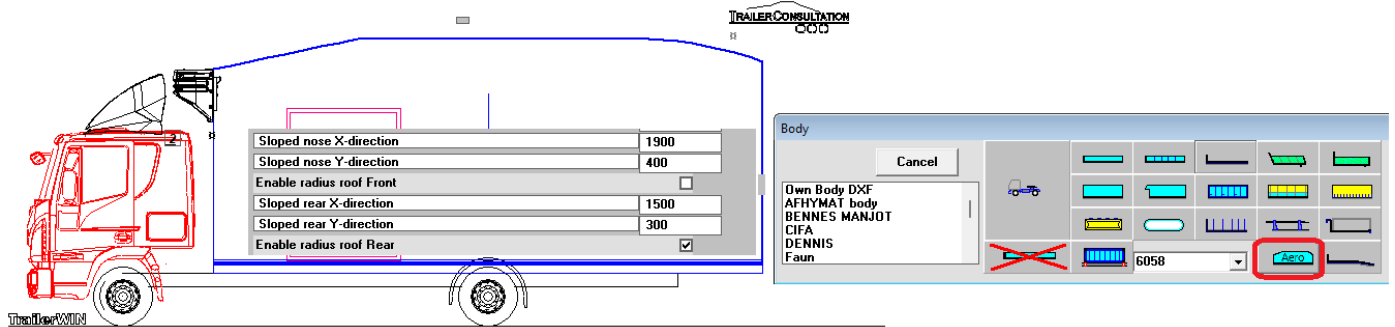 TRAILERCONSULTATION
Sloped nose X-direction 1900
Sloped nose Y-direction 400
Enable radius roof Front
Sloped rear X-direction 1500
Sloped rear Y-direction 300
Enable radius roof Rear
TrailerWIN
Body
Cancel
Own Body DXF
AFHYMAT body
BENNES MANJOT
CIFA
DENNIS
Faun
6058
Aero